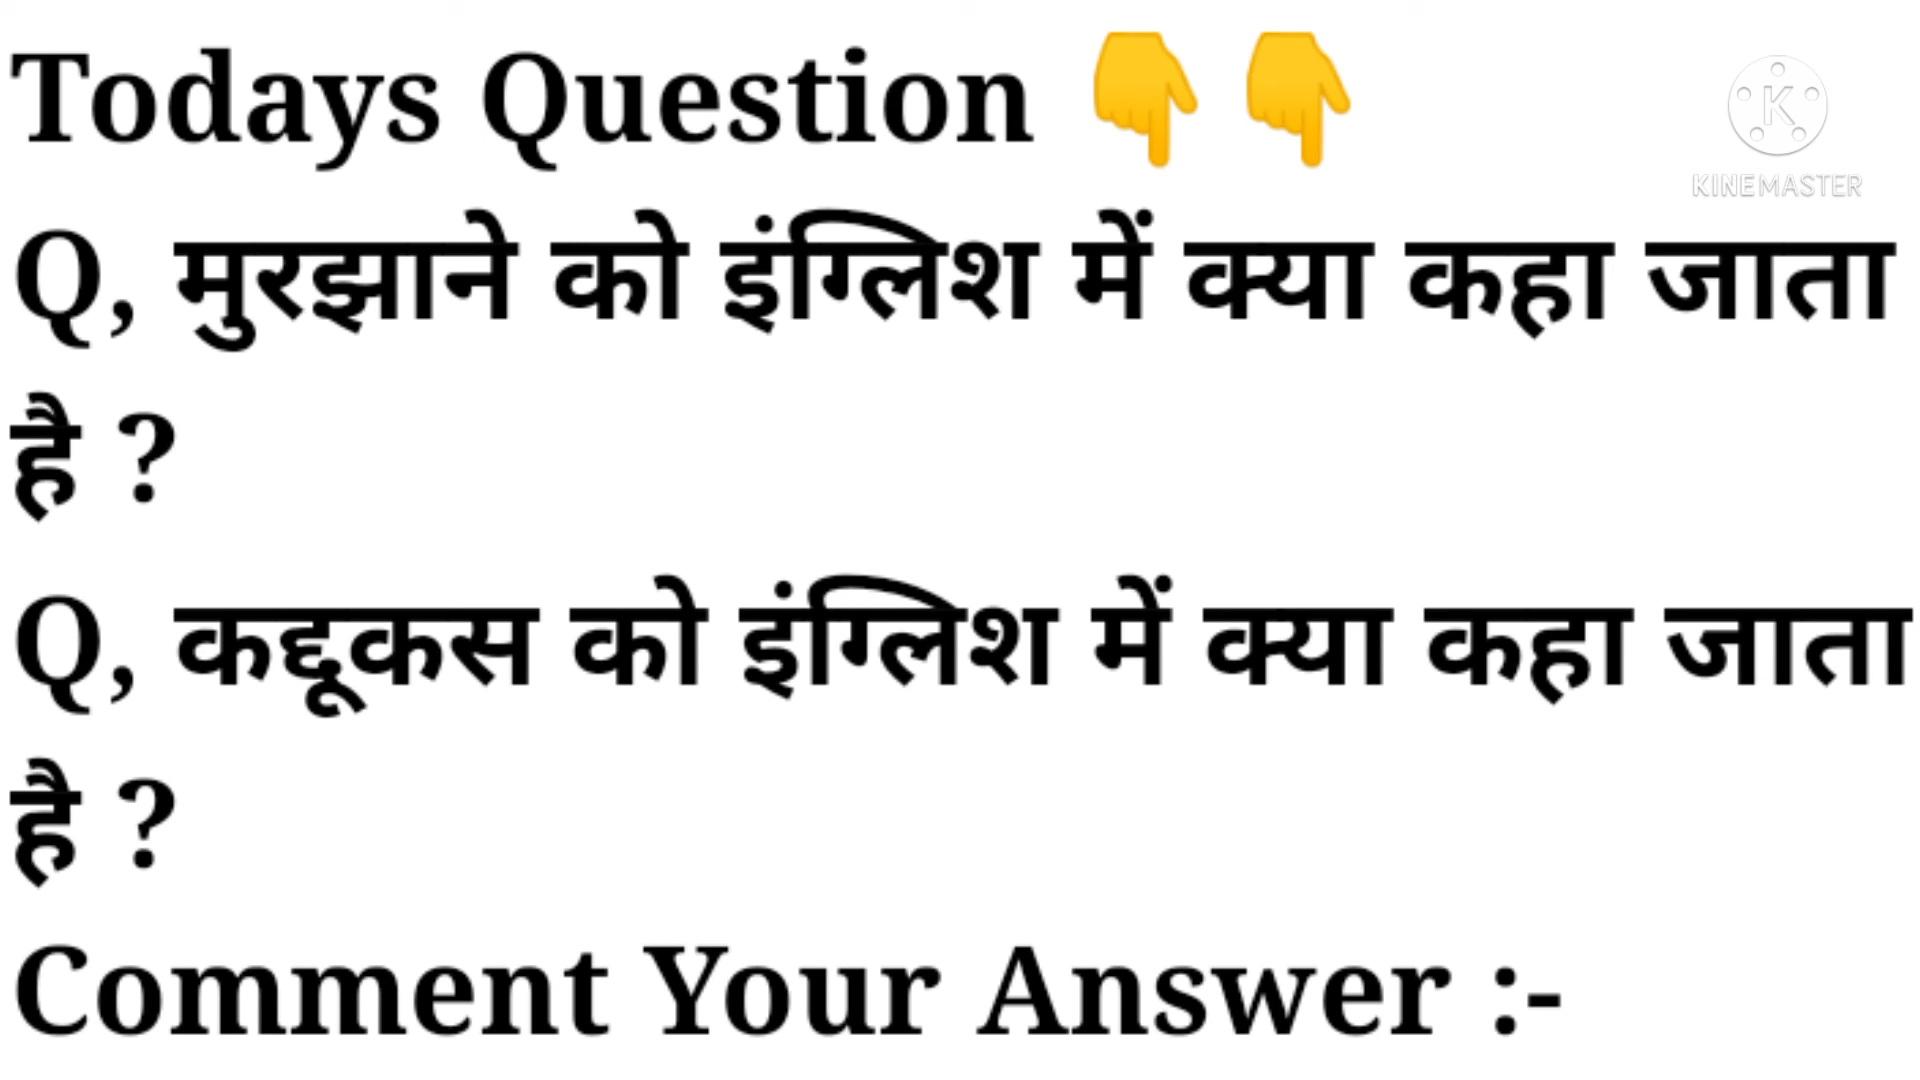 Todays Question 👇👇
KINEMASTER
Q, मुरझाने को इंग्लिश में क्या कहा जाता
है ?
Q, कद्दूकस को इंग्लिश में क्या कहा जाता
है ?
Comment Your Answer :-